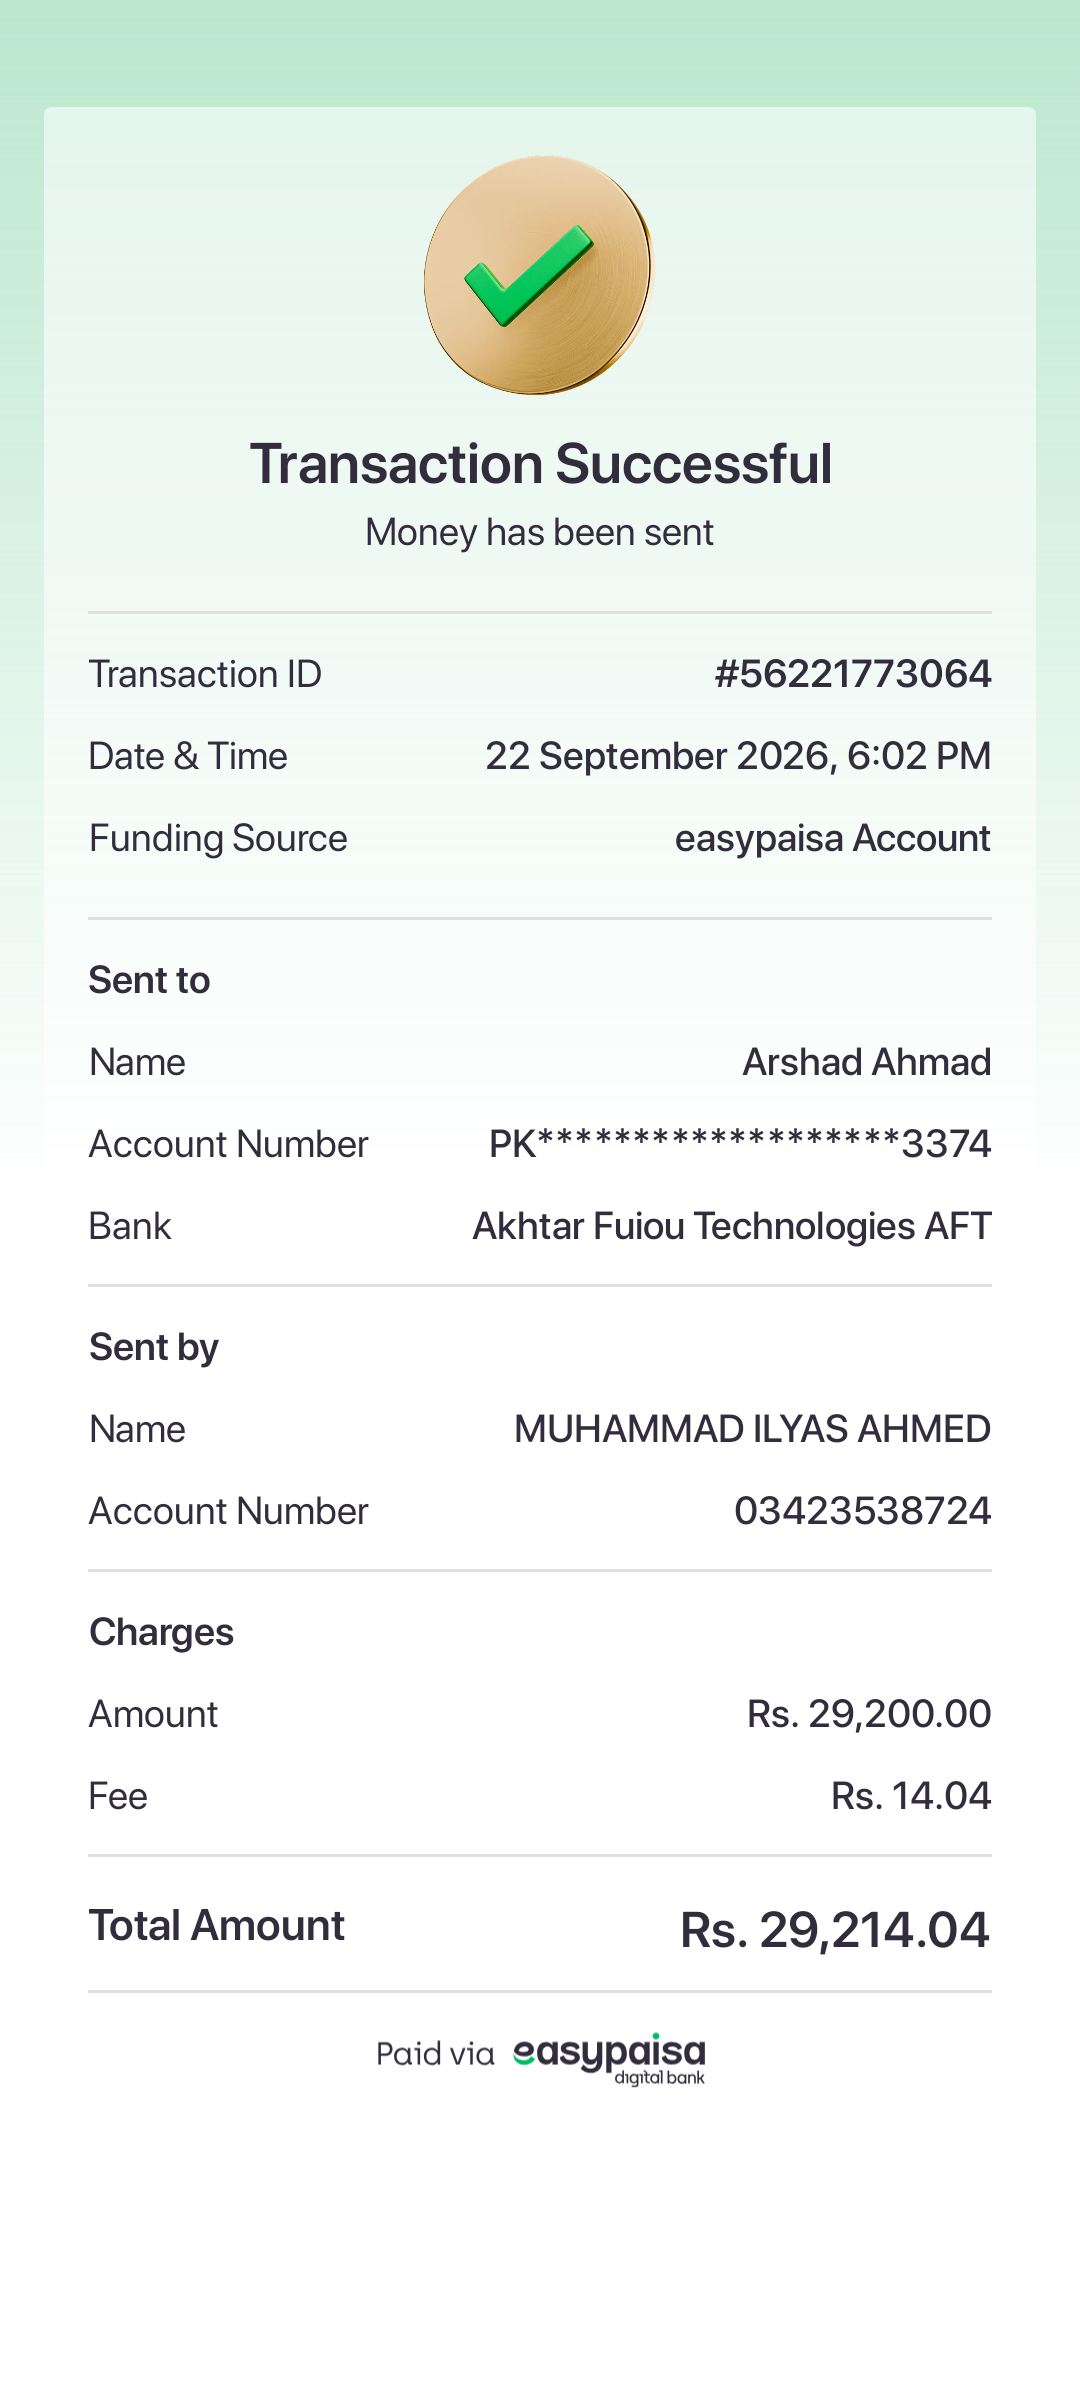 Transaction Successful
Money has been sent
Transaction ID #56221773064
Date & Time 22 September 2026, 6:02 PM
Funding Source easypaisa Account
Sent to
Name Arshad Ahmad
Account Number PK*******************3374
Bank Akhtar Fuiou Technologies AFT
Sent by
Name MUHAMMAD ILYAS AHMED
Account Number 03423538724
Charges
Amount Rs. 29,200.00
Fee Rs. 14.04
Total Amount Rs. 29,214.04
Paid via easypaisa
digital bank